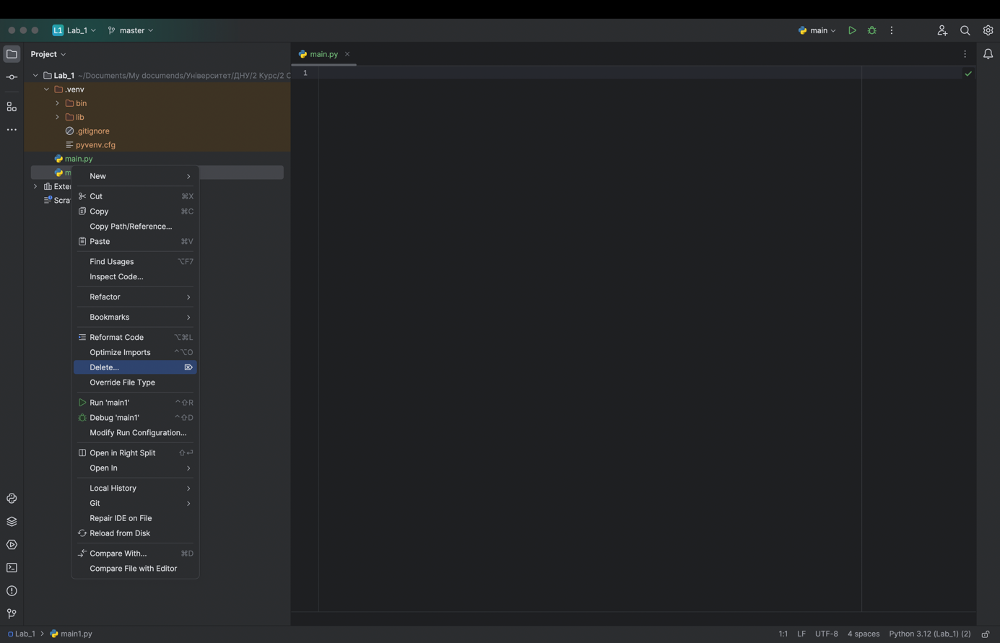 L1 Lab_1 master main
Project
main.py
Lab_1 ~/Documents/My documends/Університет/ДНУ/2 Курс/2 С
1
.venv
bin
lib
.gitignore
pyvenv.cfg
main.py
m
Exter
Scra
New
Cut ⌘X
Copy ⌘C
Copy Path/Reference...
Paste ⌘V
Find Usages ⌥F7
Inspect Code...
Refactor
Bookmarks
Reformat Code ⌥⌘L
Optimize Imports ^⌥O
Delete... ⌦
Override File Type
Run 'main1' ^⇧R
Debug 'main1' ^⇧D
Modify Run Configuration...
Open in Right Split ⇧⏎
Open In
Local History
Git
Repair IDE on File
Reload from Disk
Compare With... ⌘D
Compare File with Editor
Lab_1 > main1.py 1:1 LF UTF-8 4 spaces Python 3.12 (Lab_1) (2)